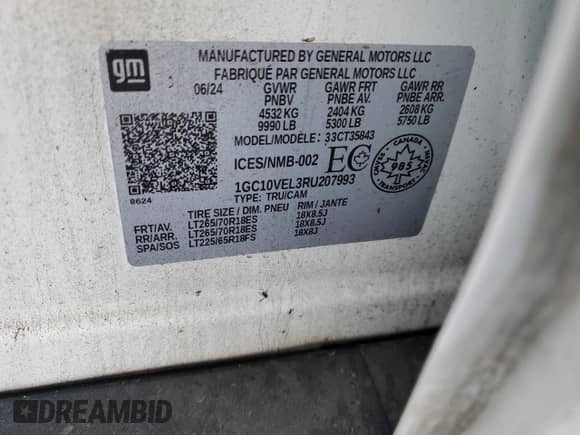 gm
MANUFACTURED BY GENERAL MOTORS LLC
FABRIQUÉ PAR GENERAL MOTORS LLC
06/24 GVWR GAWR FRT GAWR RR
PNBV PNBE AV. PNBE ARR.
4532 KG 2404 KG 2608 KG
9990 LB 5300 LB 5750 LB
MODEL/MODÈLE: 33CT35843
ICES/NMB-002 EC CANADA 985
8624
1GC10VEL3RU207993
TYPE: TRU/CAM
TIRE SIZE / DIM. PNEU RIM / JANTE
FRT/AV. LT265/70R18ES 18X8.5J
RR/ARR. LT265/70R18ES 18X8.5J
SPA/SOS LT225/65R18FS 18X8J
DREAMBID